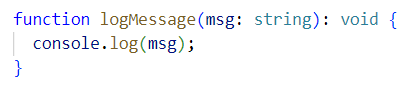 function logMessage(msg: string): void {
  console.log(msg);
}